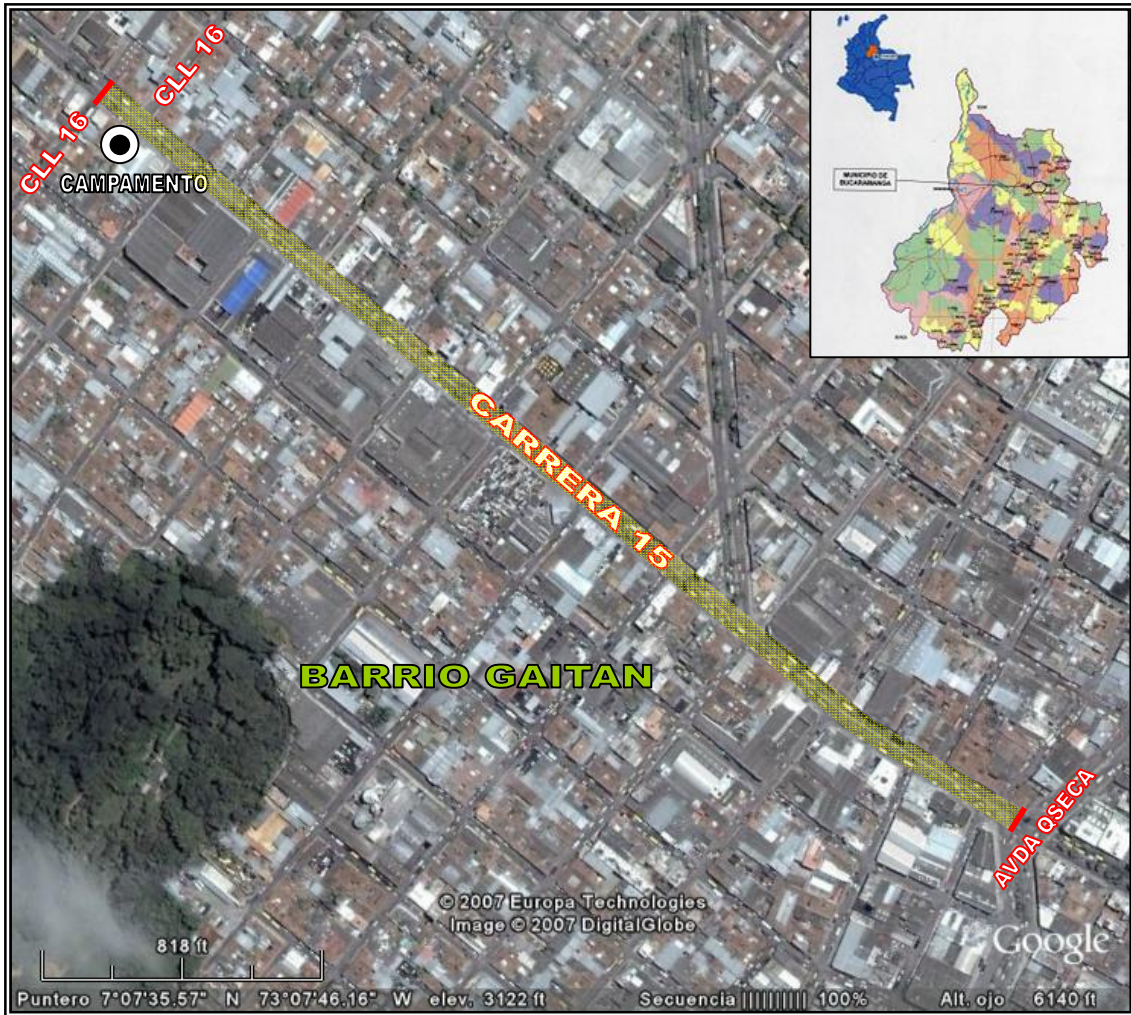 CLL 16
CLL 16
CAMPAMENTO
MUNICIPIO DE
BUCARAMANGA
CARRERA 15
BARRIO GAITAN
AVDA QSECA
© 2007 Europa Technologies
Image © 2007 DigitalGlobe
Google
818 ft
Puntero 7°07'35.57" N 73°07'46.16" W elev. 3122 ft Secuencia ||||||||| 100% Alt. ojo 6140 ft